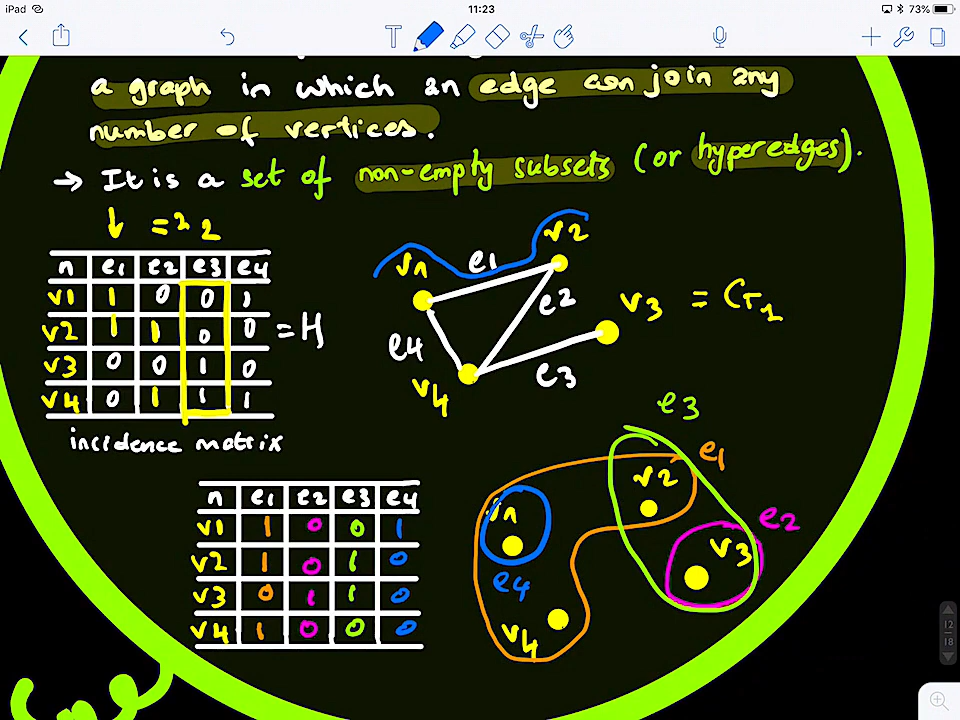 iPad
11:23
73%
a graph in which an edge can join any
number of vertices.
→ It is a set of non-empty subsets (or hyperedges).
↓ = 2 2
n e1 e2 e3 e4
v1 1 0 0 1
v2 1 1 0 0
v3 0 0 1 0
v4 0 1 1 1
= H
incidence matrix
v1 e1 v2
e2
v3 = G1
e4
v4
e3
n e1 e2 e3 e4
v1 1 0 0 1
v2 1 0 1 0
v3 0 1 1 0
v4 1 0 0 0
e3
e1
v2
v1
e2
v3
e4
v4
12
18